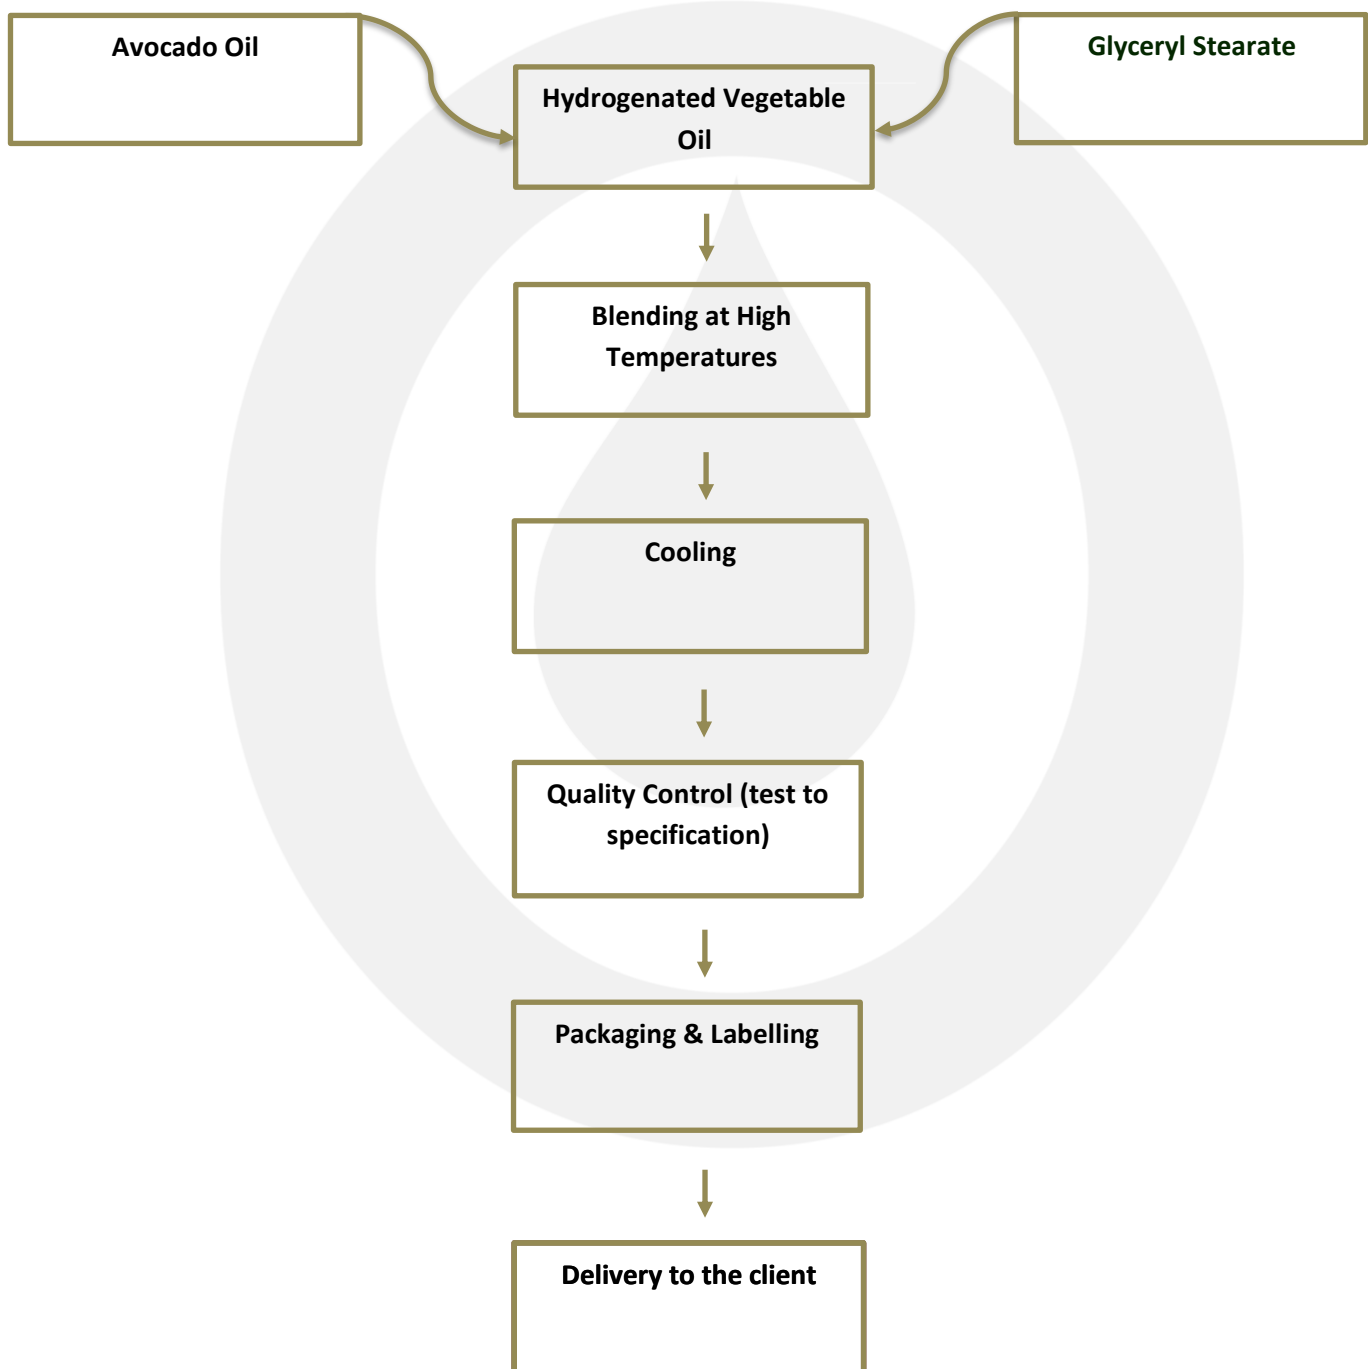 Avocado Oil
Glyceryl Stearate
Hydrogenated Vegetable
Oil
Blending at High
Temperatures
Cooling
Quality Control (test to
specification)
Packaging & Labelling
Delivery to the client